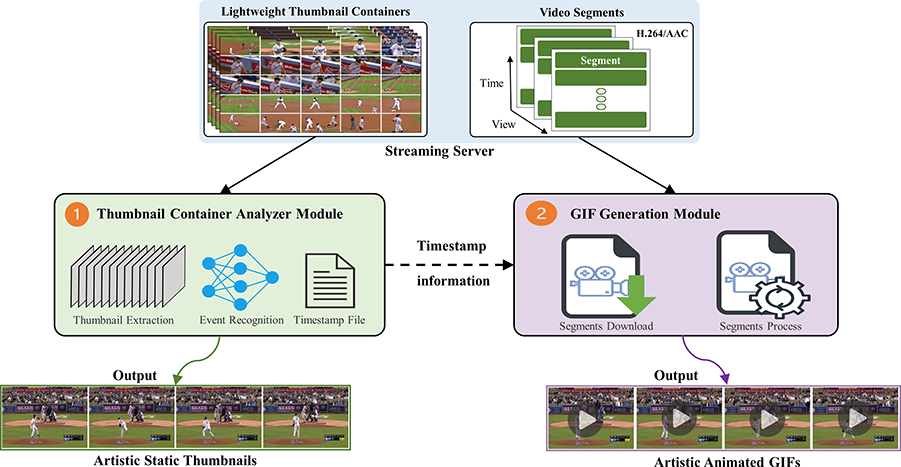 Lightweight Thumbnail Containers
Video Segments
H.264/AAC
Segment
Time
View
Streaming Server
1 Thumbnail Container Analyzer Module
Thumbnail Extraction
Event Recognition
Timestamp File
Timestamp
information
2 GIF Generation Module
Segments Download
Segments Process
Output
Artistic Static Thumbnails
Output
Artistic Animated GIFs